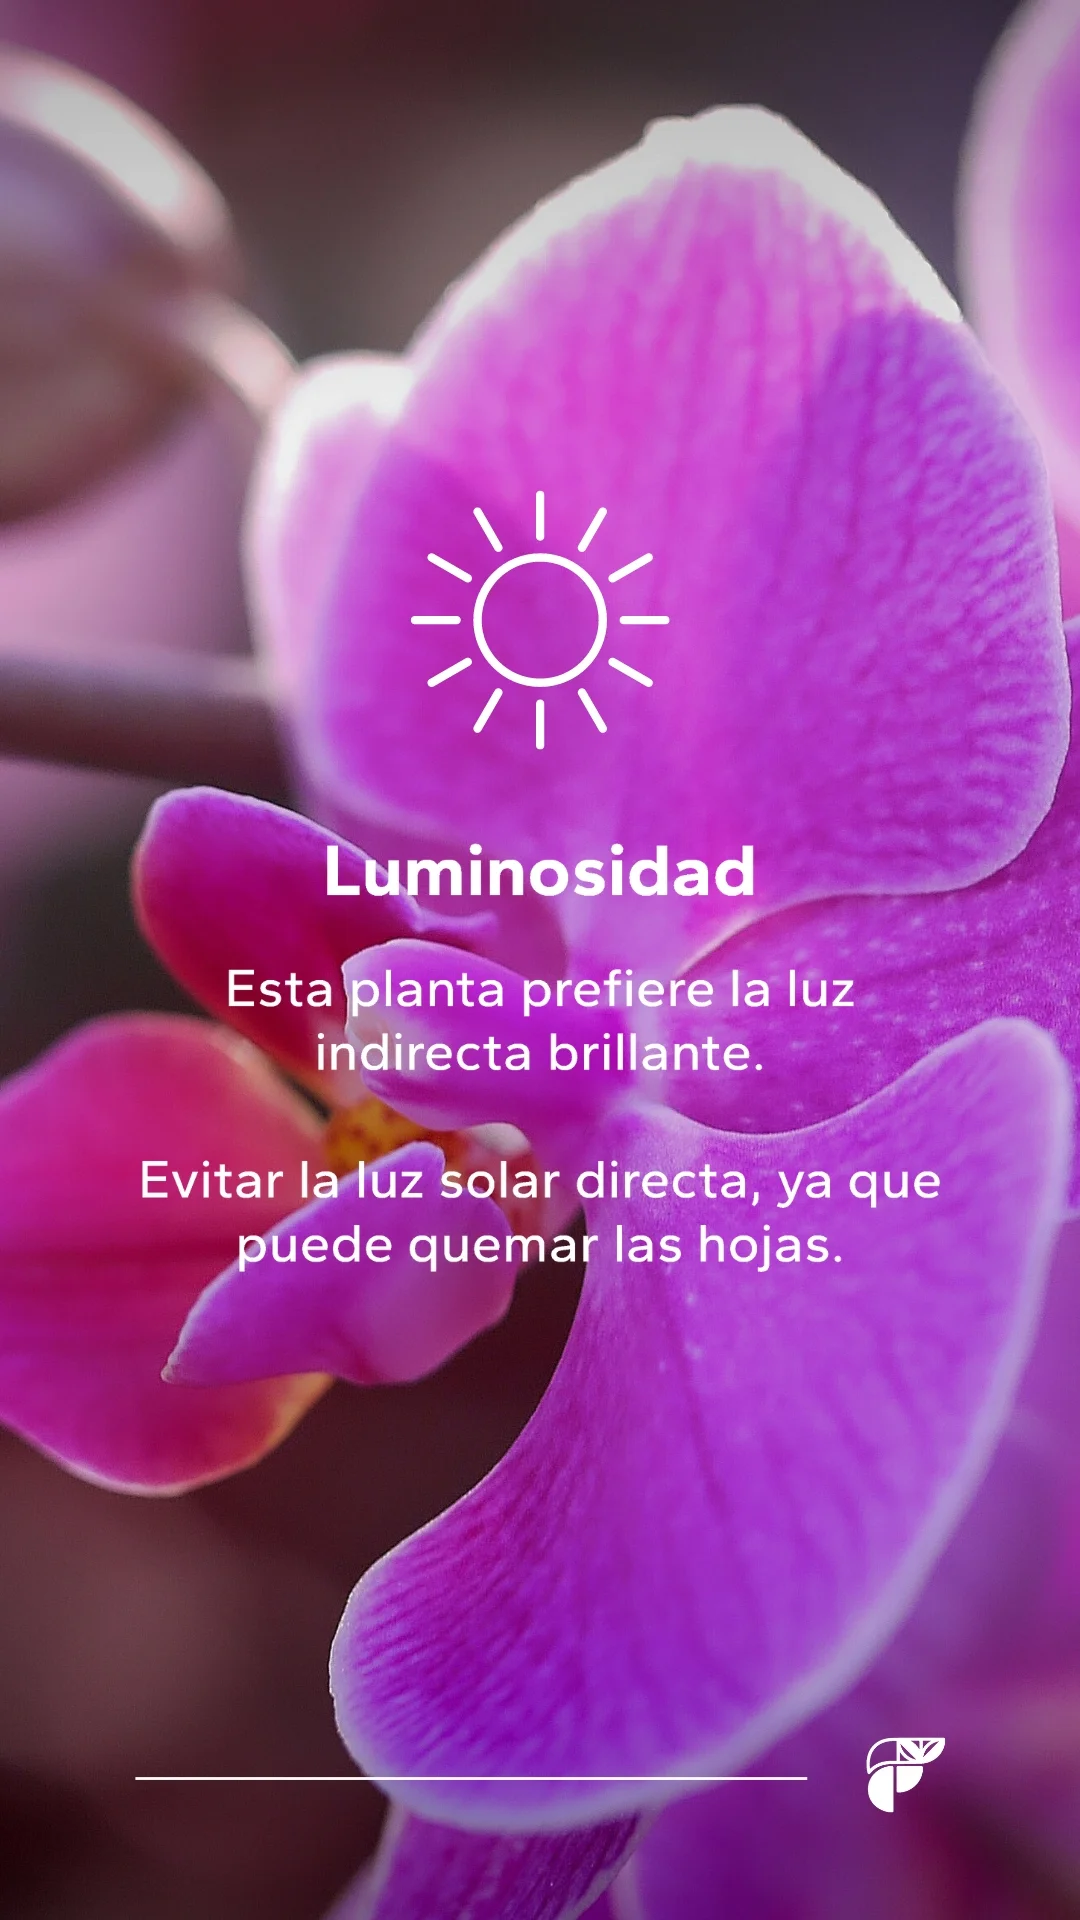 Luminosidad
Esta planta prefiere la luz
indirecta brillante.
Evitar la luz solar directa, ya que
puede quemar las hojas.